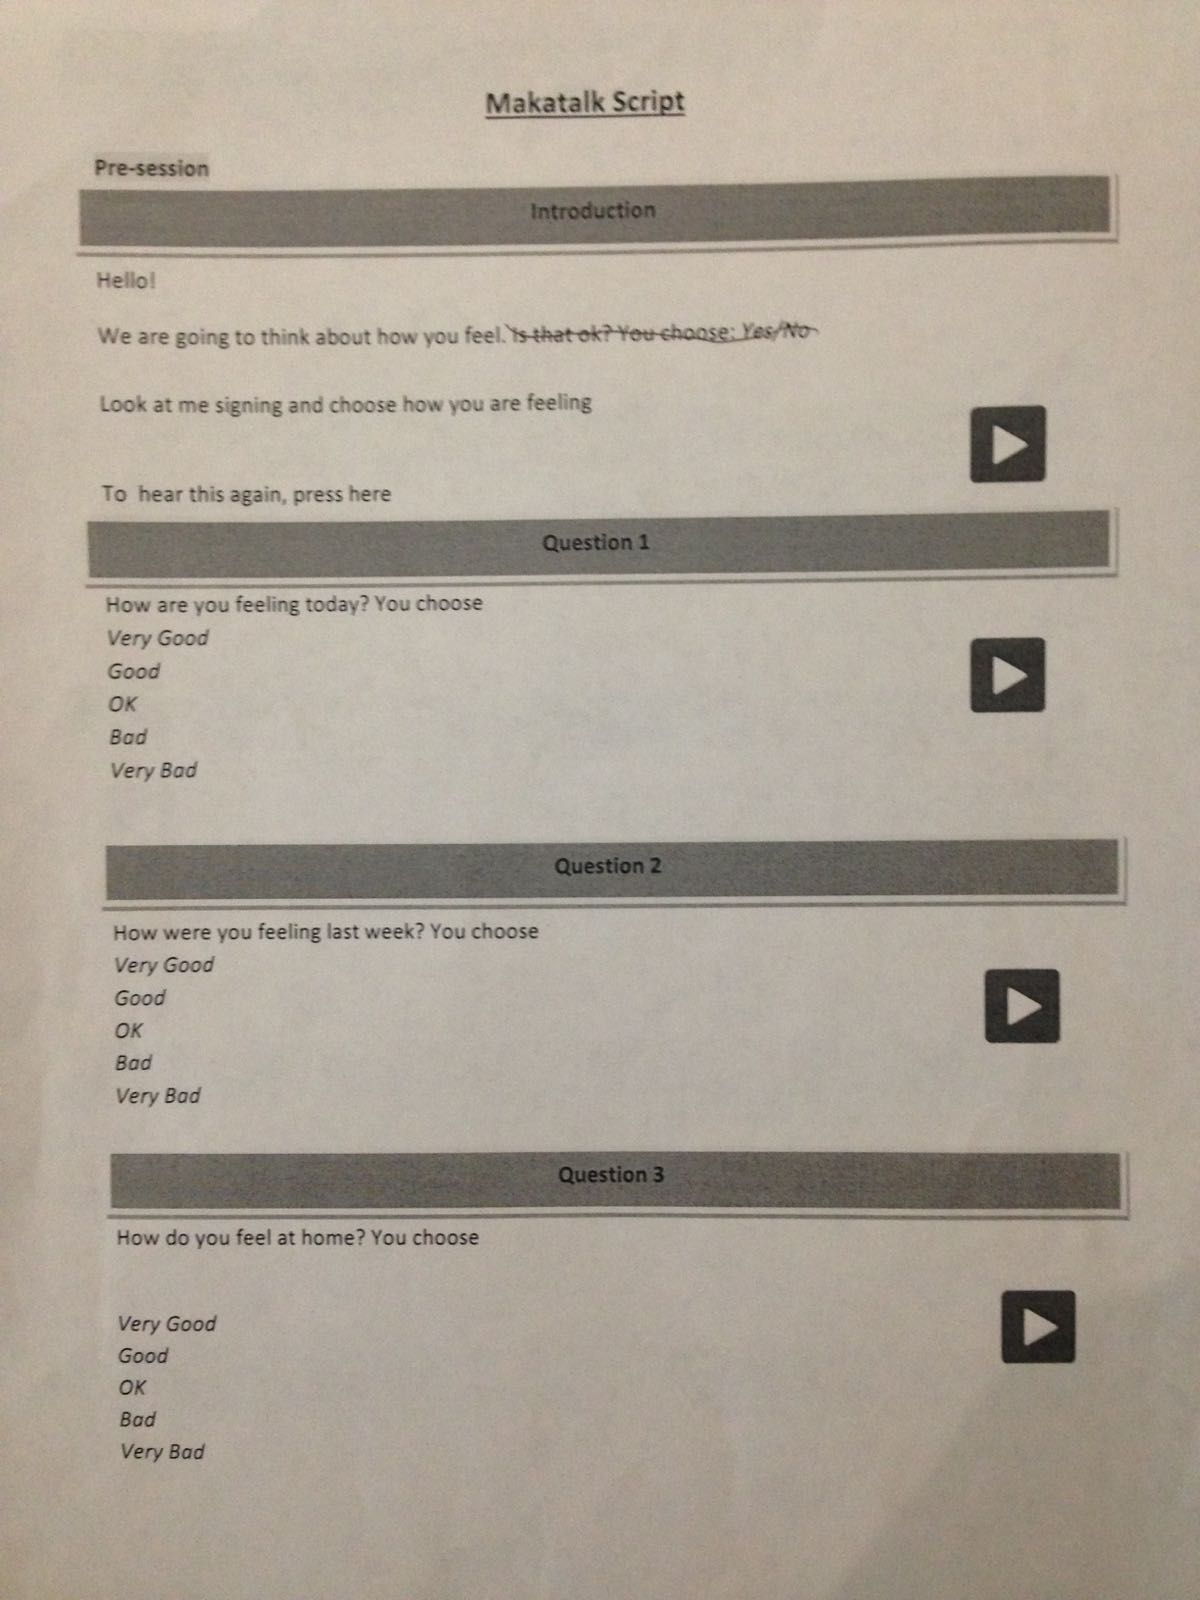 Makatalk Script
Pre-session
Introduction
Hello!
We are going to think about how you feel. Is that ok? You choose: Yes/No
Look at me signing and choose how you are feeling
To hear this again, press here
Question 1
How are you feeling today? You choose
Very Good
Good
OK
Bad
Very Bad
Question 2
How were you feeling last week? You choose
Very Good
Good
OK
Bad
Very Bad
Question 3
How do you feel at home? You choose
Very Good
Good
OK
Bad
Very Bad